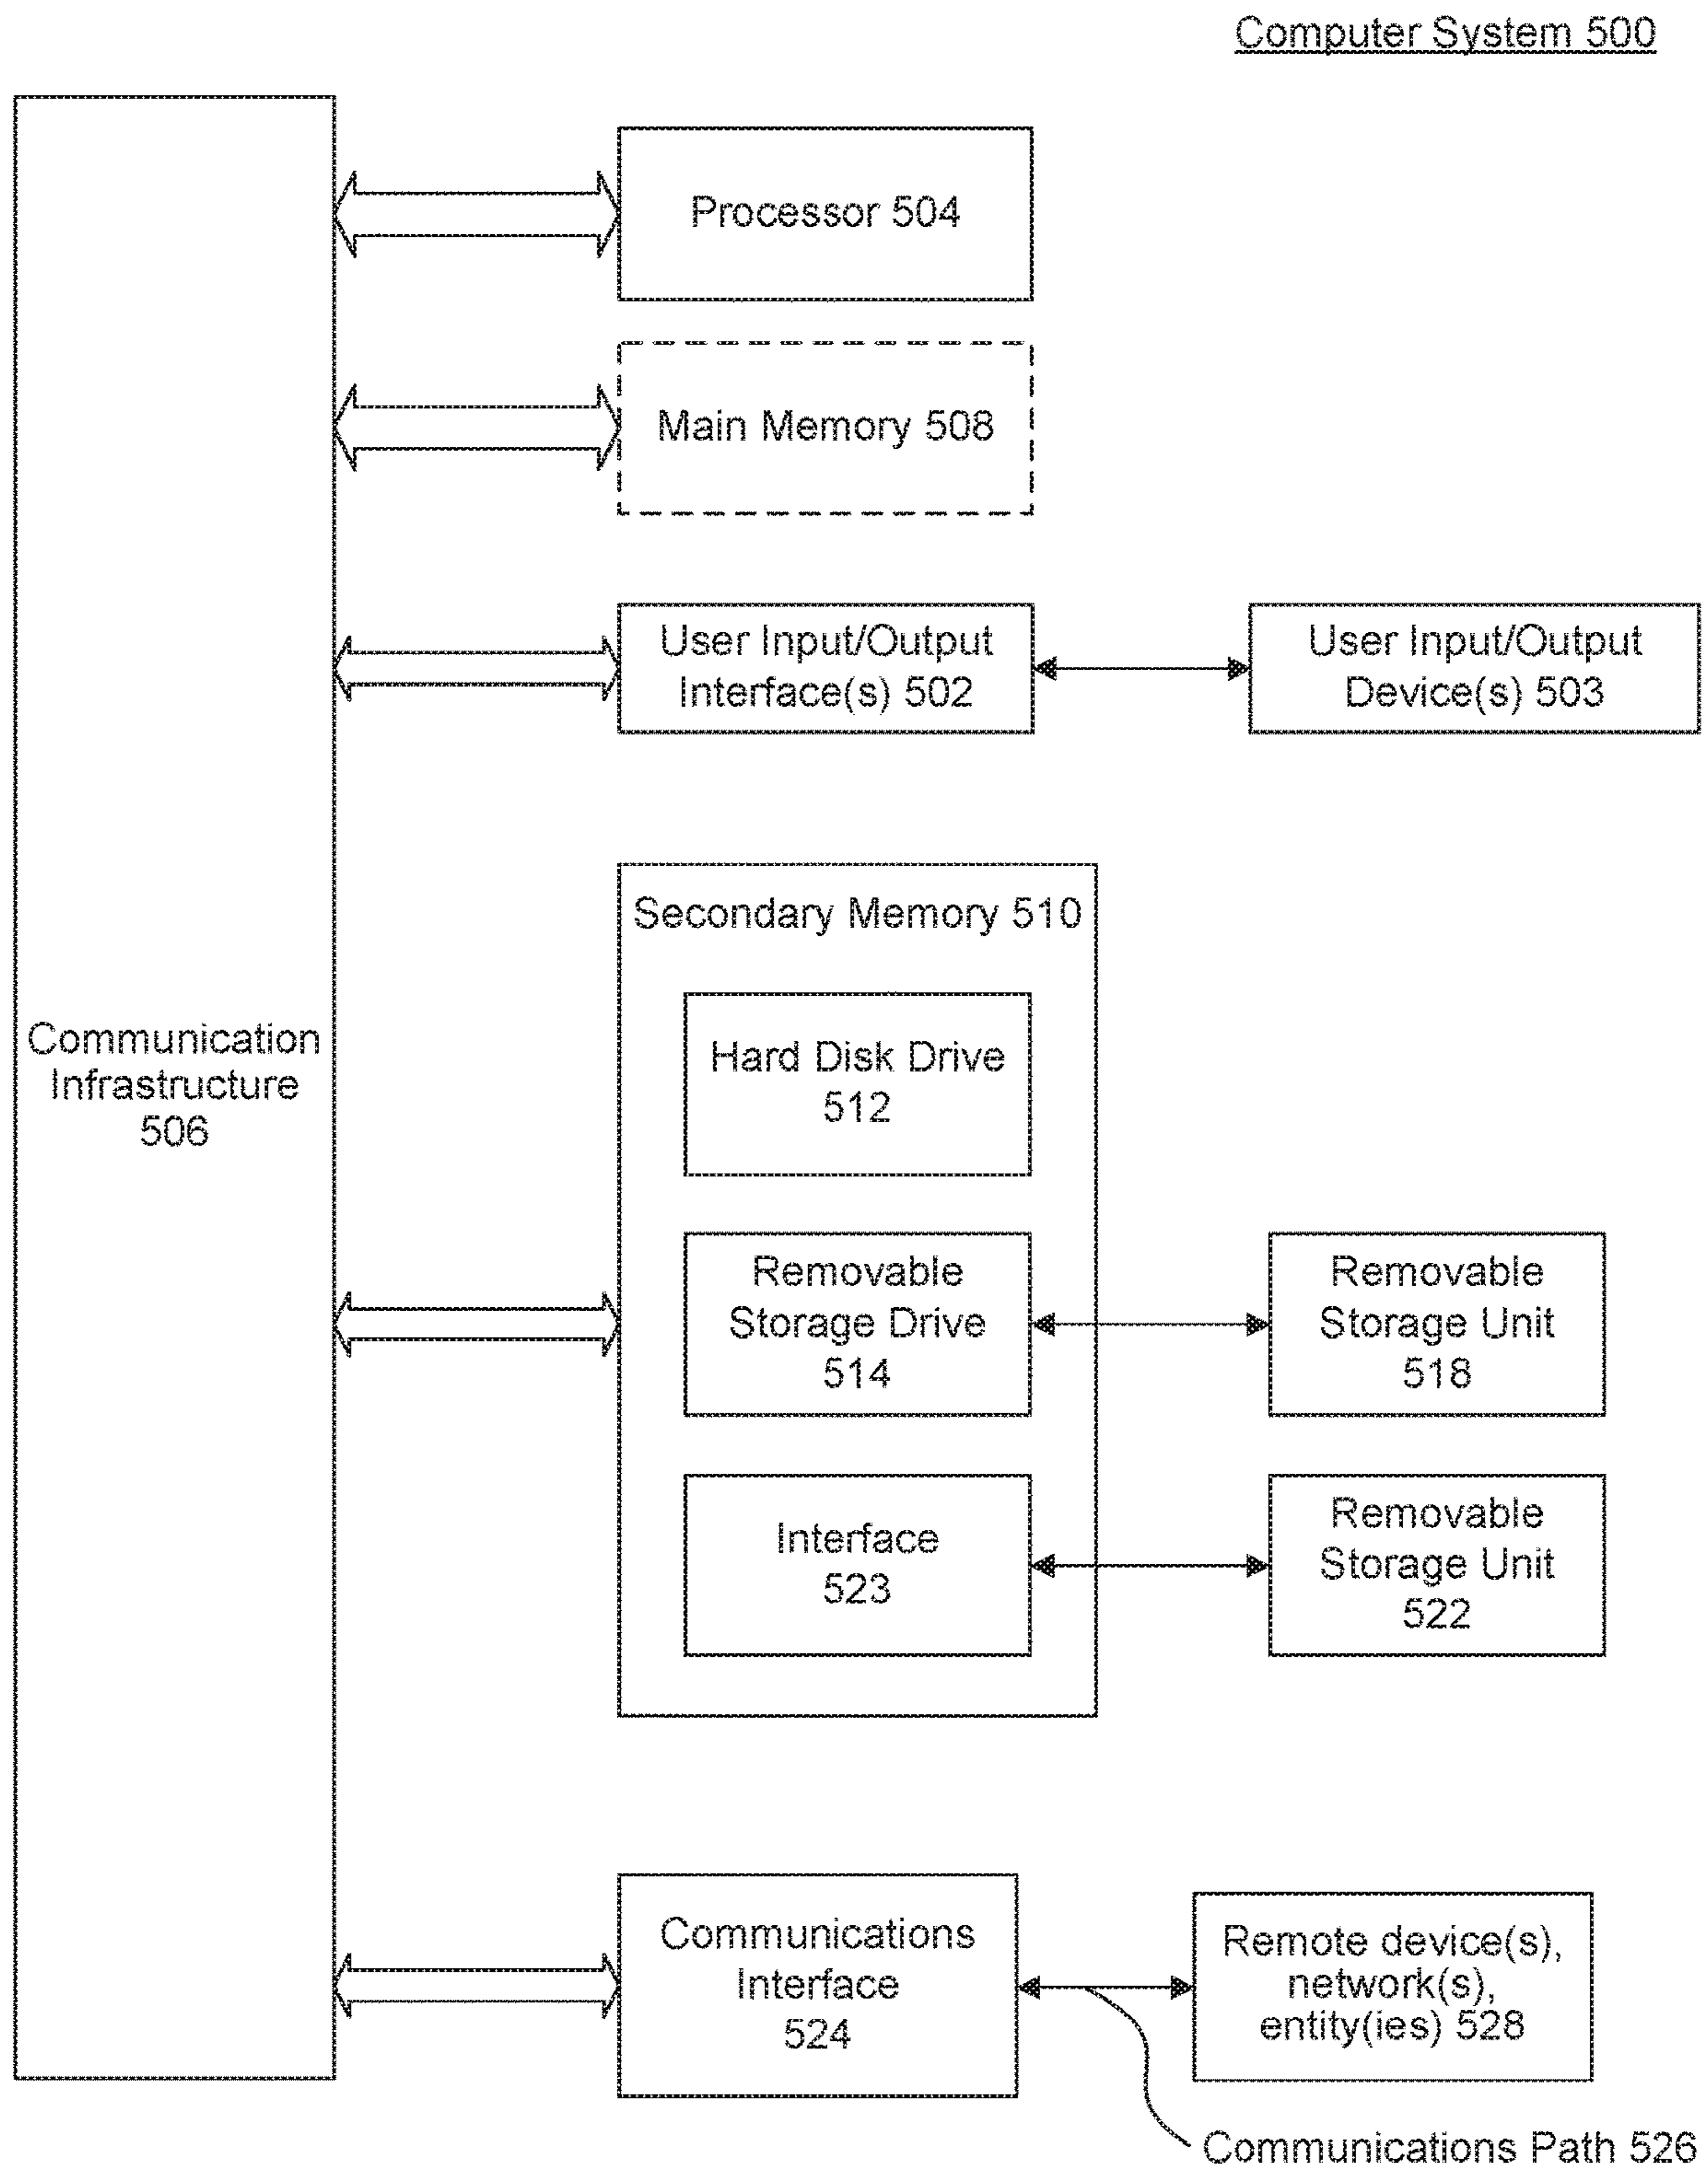 Computer System 500
Processor 504
Main Memory 508
User Input/Output
Interface(s) 502
User Input/Output
Device(s) 503
Secondary Memory 510
Hard Disk Drive
512
Communication
Infrastructure
506
Removable
Storage Drive
514
Removable
Storage Unit
518
Interface
523
Removable
Storage Unit
522
Communications
Interface
524
Remote device(s),
network(s),
entity(ies) 528
Communications Path 526